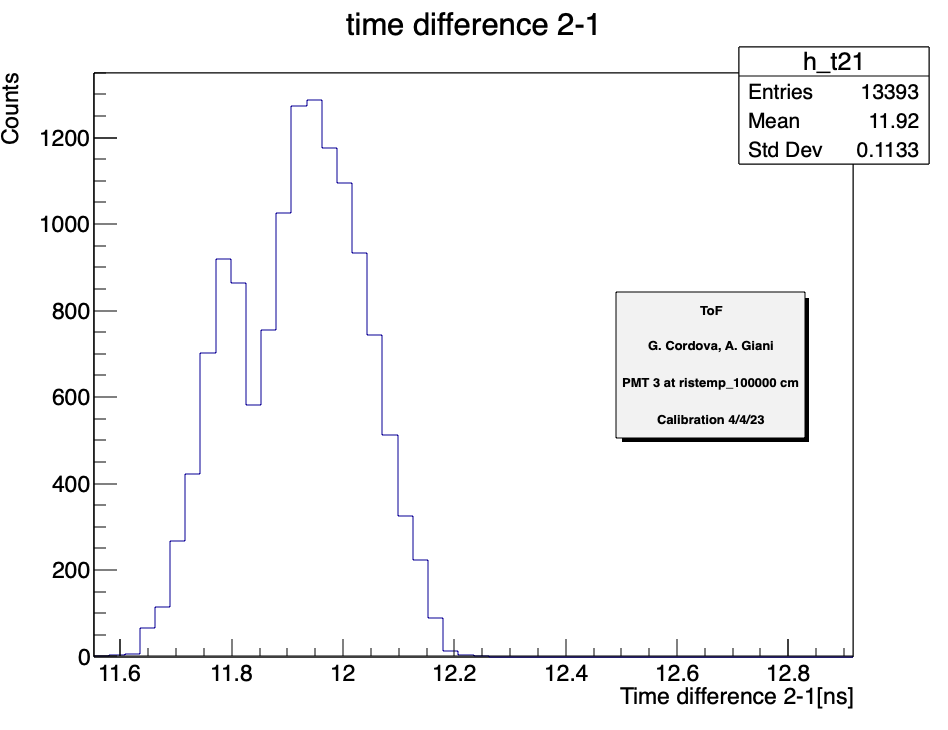 time difference 2-1
h_t21
Entries 13393
Mean 11.92
Std Dev 0.1133
Counts
1200
1000
800
600
400
200
0
ToF
G. Cordova, A. Giani
PMT 3 at ristemp_100000 cm
Calibration 4/4/23
11.6 11.8 12 12.2 12.4 12.6 12.8
Time difference 2-1[ns]